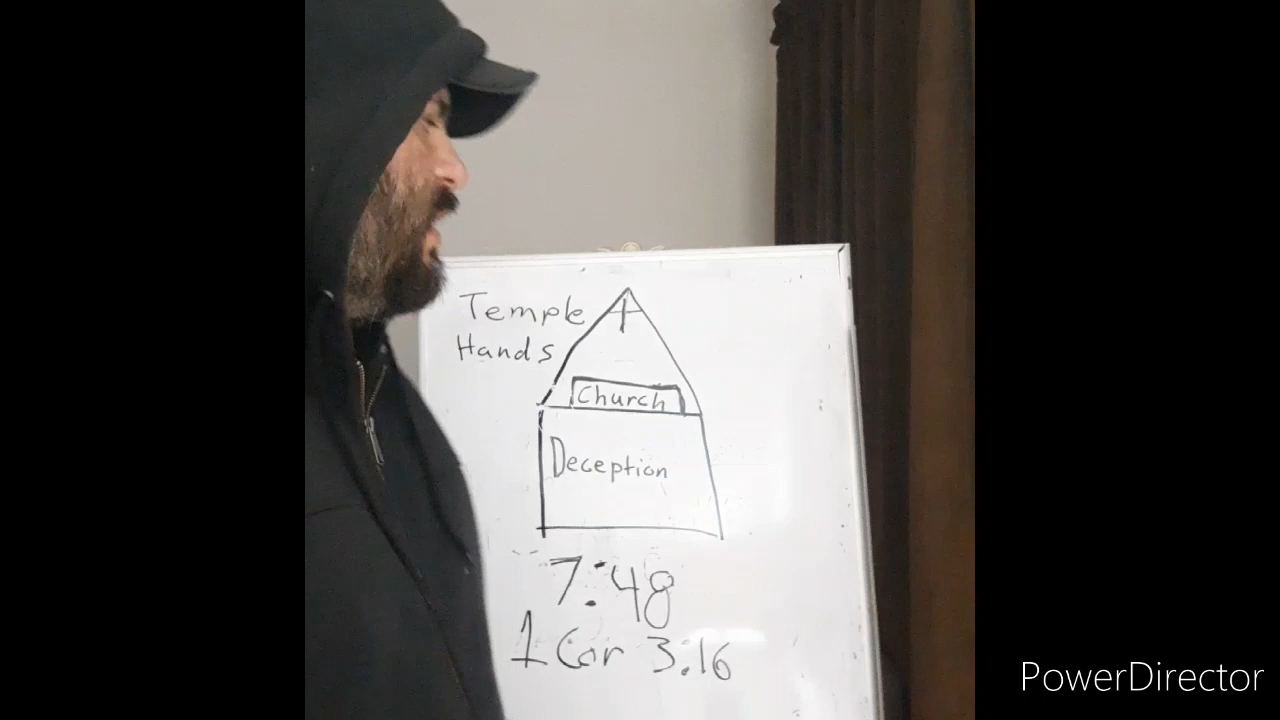 Temple
Hands
Church
Deception
7:48
1 Cor 3:16
PowerDirector